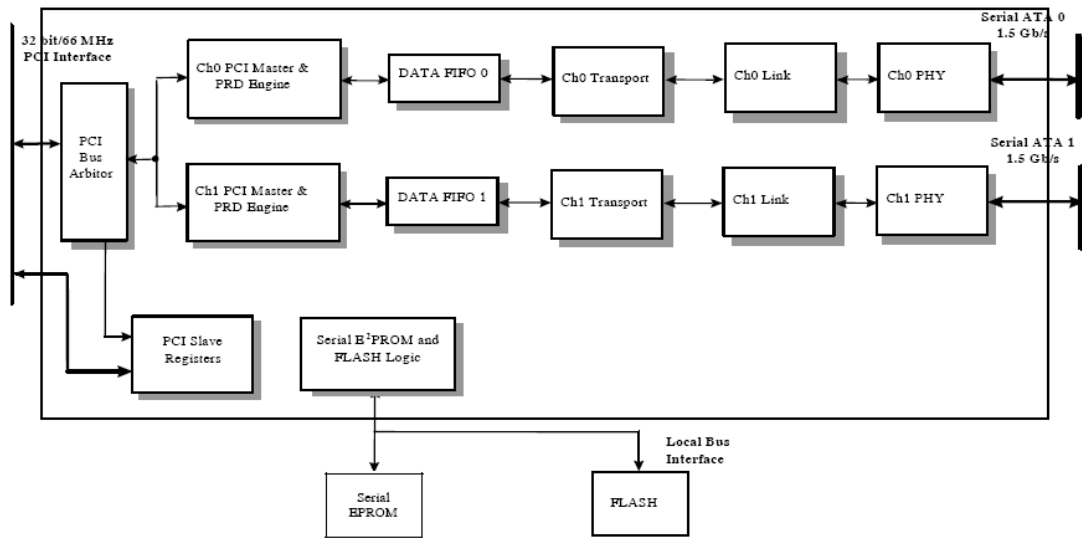 32 bit/66 MHz
PCI Interface
Serial ATA 0
1.5 Gb/s
Ch0 PCI Master &
PRD Engine
DATA FIFO 0
Ch0 Transport
Ch0 Link
Ch0 PHY
PCI
Bus
Arbitor
Serial ATA 1
1.5 Gb/s
Ch1 PCI Master &
PRD Engine
DATA FIFO 1
Ch1 Transport
Ch1 Link
Ch1 PHY
PCI Slave
Registers
Serial E²PROM and
FLASH Logic
Local Bus
Interface
Serial
EPROM
FLASH